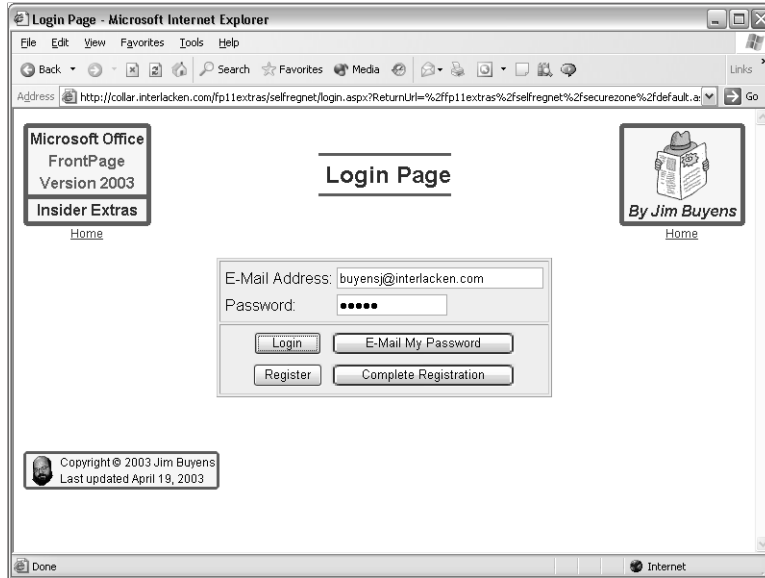 Login Page - Microsoft Internet Explorer
File Edit View Favorites Tools Help
Back Search Favorites Media Links
Address http://collar.interlacken.com/fp11extras/selfregnet/login.aspx?ReturnUrl=%2ffp11extras%2fselfregnet%2fsecurezone%2fdefault.a Go
Microsoft Office
FrontPage
Version 2003
Insider Extras
Home
Login Page
By Jim Buyens
Home
E-Mail Address: buyensj@interlacken.com
Password: •••••
Login E-Mail My Password
Register Complete Registration
Copyright © 2003 Jim Buyens
Last updated April 19, 2003
Done Internet